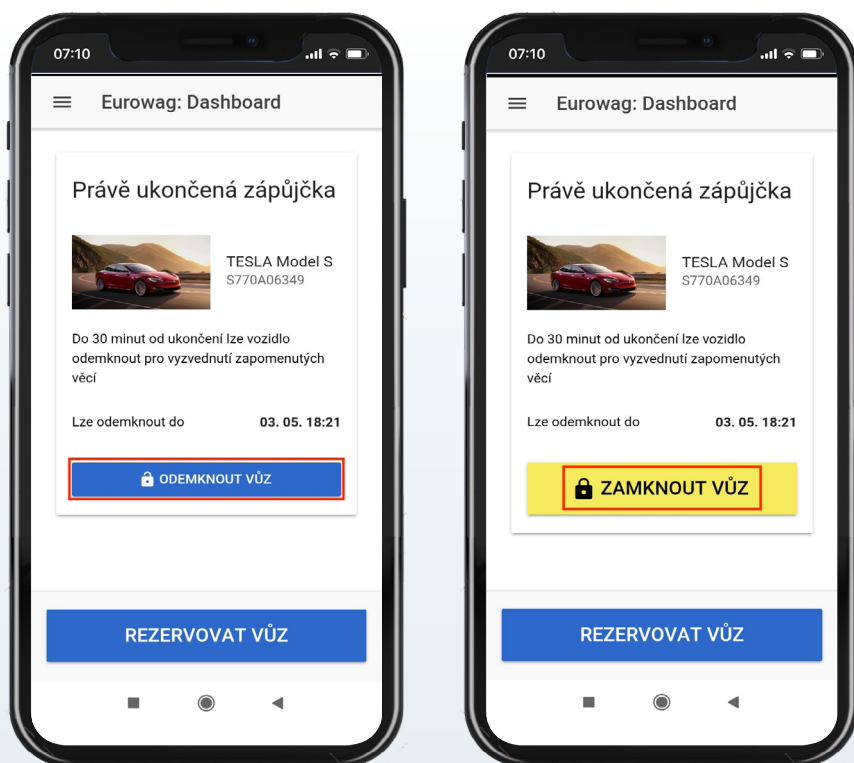 07:10
Eurowag: Dashboard
Právě ukončená zápůjčka
TESLA Model S
S770A06349
Do 30 minut od ukončení lze vozidlo
odemknout pro vyzvednutí zapomenutých
věcí
Lze odemknout do 03. 05. 18:21
ODEMKNOUT VŮZ
REZERVOVAT VŮZ
07:10
Eurowag: Dashboard
Právě ukončená zápůjčka
TESLA Model S
S770A06349
Do 30 minut od ukončení lze vozidlo
odemknout pro vyzvednutí zapomenutých
věcí
Lze odemknout do 03. 05. 18:21
ZAMKNOUT VŮZ
REZERVOVAT VŮZ